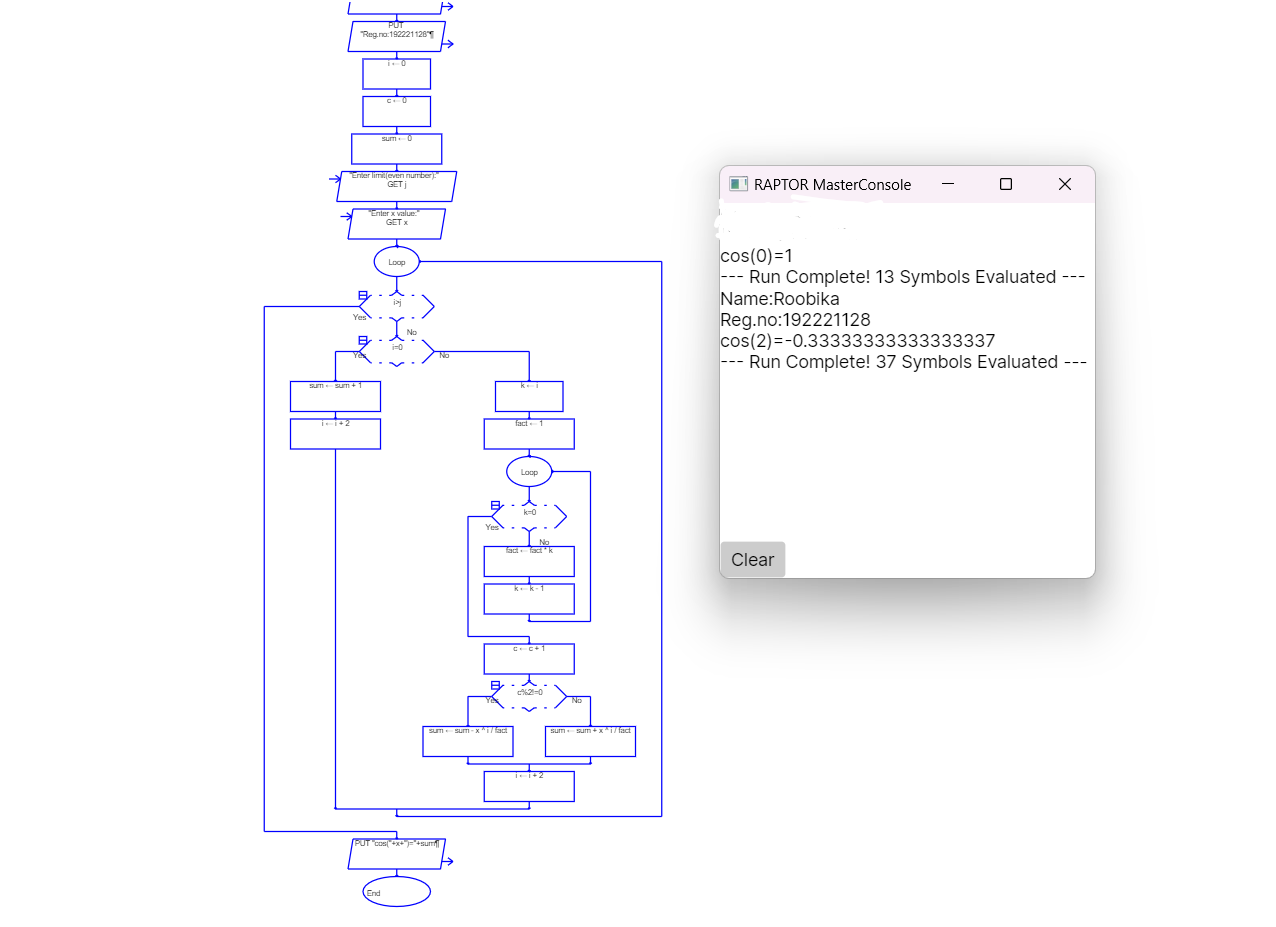 PUT
"Reg.no:192221128"¶
i ← 0
c ← 0
sum ← 0
"Enter limit(even number):"
GET j
"Enter x value:"
GET x
Loop
i>j
Yes
No
i=0
Yes
No
sum ← sum + 1
i ← i + 2
k ← i
fact ← 1
Loop
k=0
Yes
No
fact ← fact * k
k ← k - 1
c ← c + 1
c%2!=0
Yes
No
sum ← sum - x ^ i / fact
sum ← sum + x ^ i / fact
i ← i + 2
PUT "cos("+x+")="+sum¶
End
RAPTOR MasterConsole
cos(0)=1
--- Run Complete! 13 Symbols Evaluated ---
Name:Roobika
Reg.no:192221128
cos(2)=-0.33333333333333337
--- Run Complete! 37 Symbols Evaluated ---
Clear